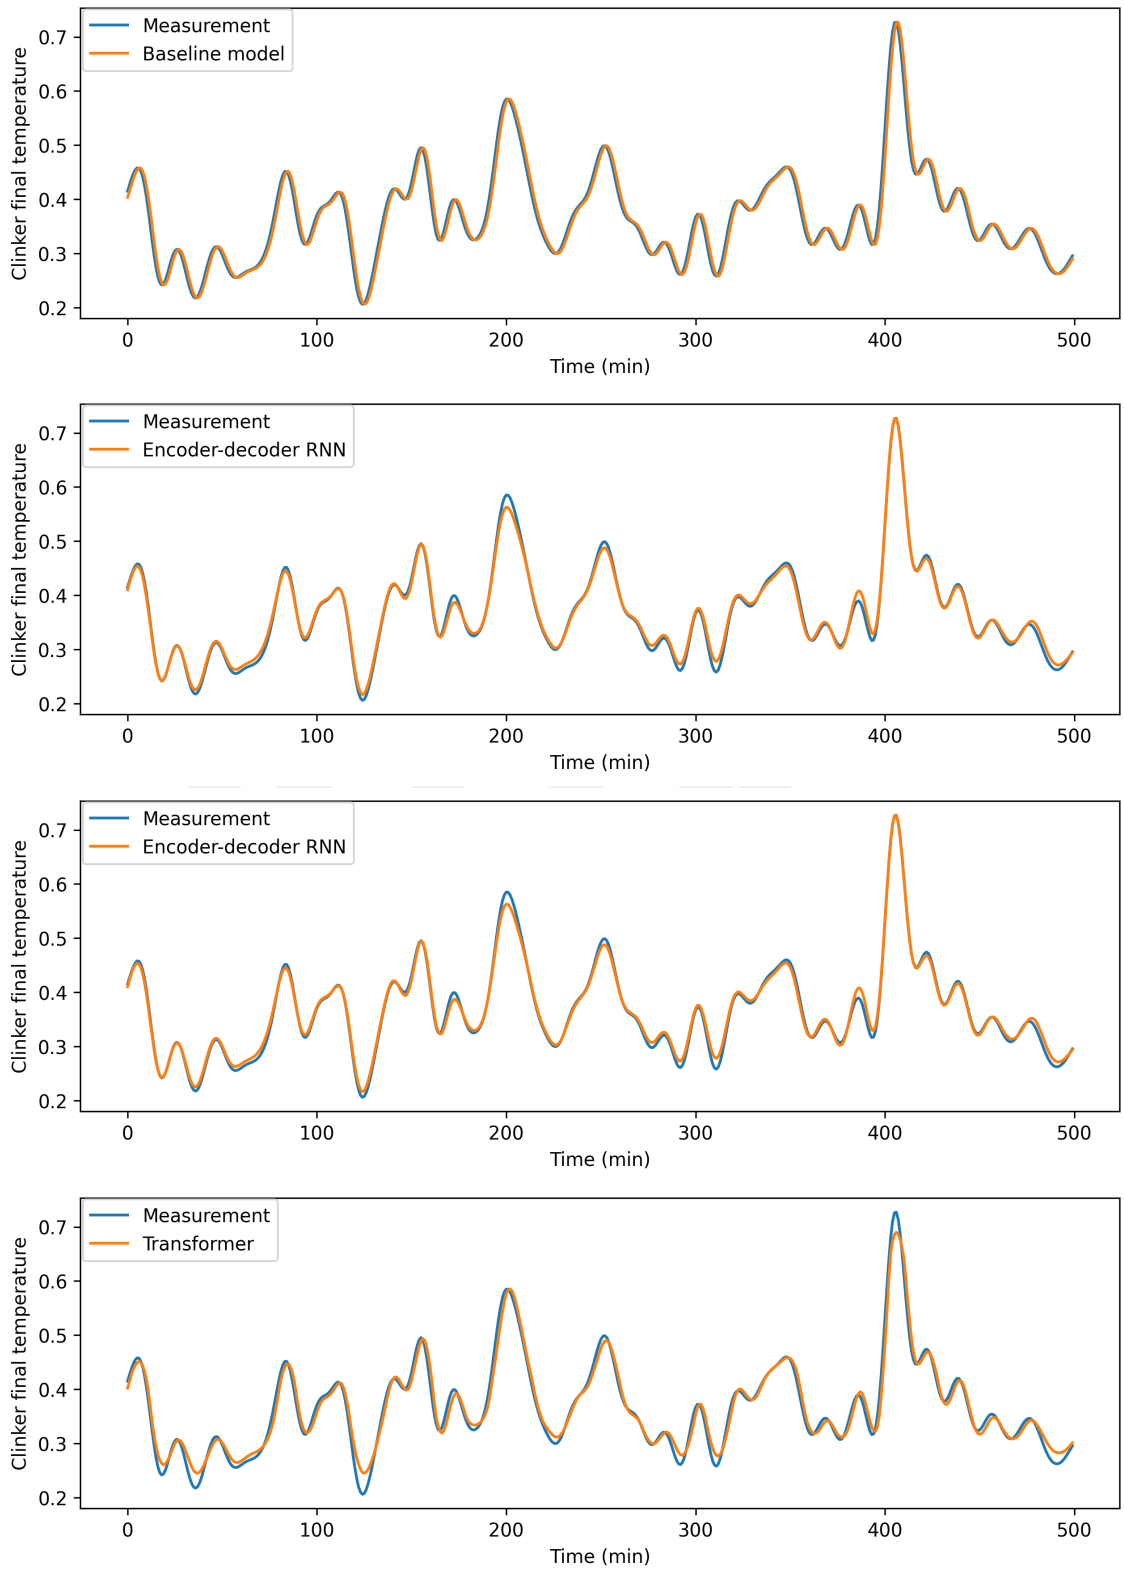 Measurement
Baseline model
Clinker final temperature
0.7
0.6
0.5
0.4
0.3
0.2
0 100 200 300 400 500
Time (min)
Measurement
Encoder-decoder RNN
Clinker final temperature
0.7
0.6
0.5
0.4
0.3
0.2
0 100 200 300 400 500
Time (min)
Measurement
Encoder-decoder RNN
Clinker final temperature
0.7
0.6
0.5
0.4
0.3
0.2
0 100 200 300 400 500
Time (min)
Measurement
Transformer
Clinker final temperature
0.7
0.6
0.5
0.4
0.3
0.2
0 100 200 300 400 500
Time (min)